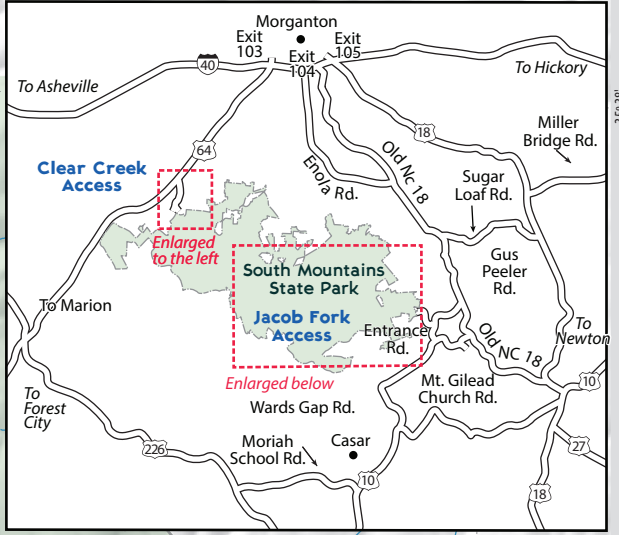 Morganton
Exit
103
Exit
104
Exit
105
40
To Asheville
To Hickory
18
Miller
Bridge Rd.
64
Old Nc 18
Clear Creek
Access
Enola Rd.
Sugar
Loaf Rd.
Enlarged
to the left
Gus
Peeler
Rd.
South Mountains
State Park
Jacob Fork
Access
To Marion
Entrance
Rd.
Old NC 18
To
Newton
Enlarged below
Mt. Gilead
Church Rd.
10
To
Forest
City
Wards Gap Rd.
Moriah
School Rd.
Casar
226
27
10
18